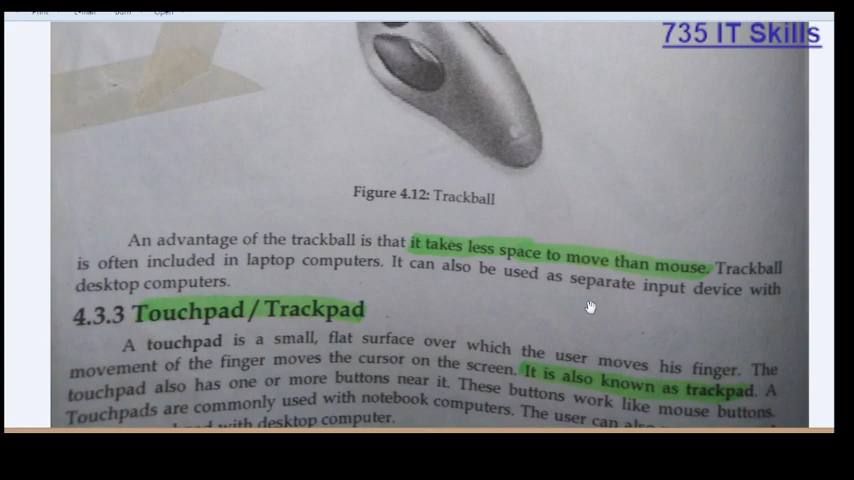 735 IT Skills
Figure 4.12: Trackball
An advantage of the trackball is that it takes less space to move than mouse. Trackball
is often included in laptop computers. It can also be used as separate input device with
desktop computers.
4.3.3 Touchpad/Trackpad
A touchpad is a small, flat surface over which the user moves his finger. The
movement of the finger moves the cursor on the screen. It is also known as trackpad. A
touchpad also has one or more buttons near it. These buttons work like mouse buttons.
Touchpads are commonly used with notebook computers. The user can
with desktop computer.